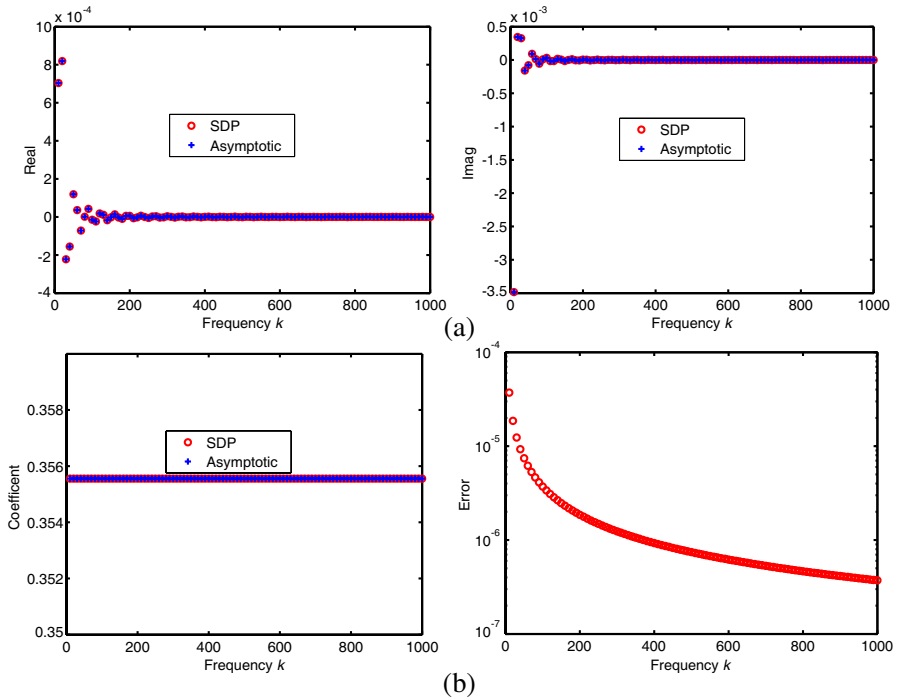 x 10⁻⁴
10
8
6
4
2
0
-2
-4
Real
SDP
Asymptotic
0
200
400
600
800
1000
Frequency k
x 10⁻³
0.5
0
-0.5
-1
-1.5
-2
-2.5
-3
-3.5
Imag
SDP
Asymptotic
0
200
400
600
800
1000
Frequency k
(a)
0.358
0.356
0.354
0.352
0.35
Coefficent
SDP
Asymptotic
0
200
400
600
800
1000
Frequency k
10⁻⁴
10⁻⁵
10⁻⁶
10⁻⁷
Error
0
200
400
600
800
1000
Frequency k
(b)